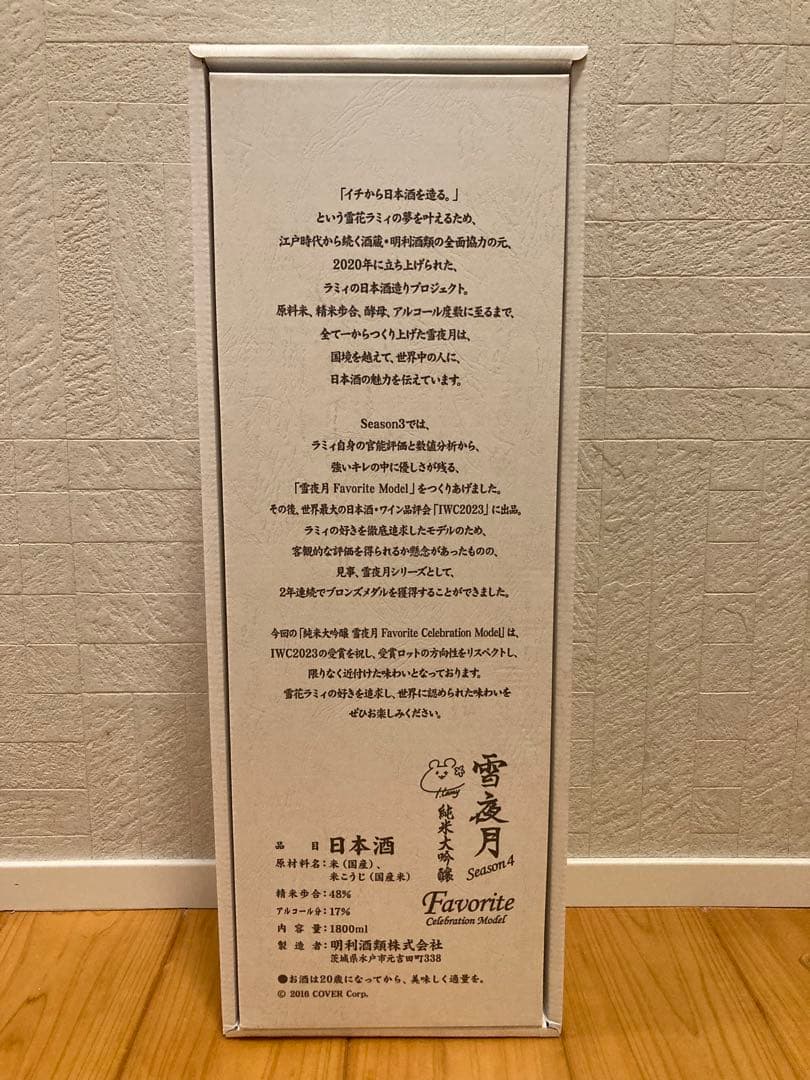 「イチから日本酒を造る。」
という雪花ラミィの夢を叶えるため、
江戸時代から続く酒蔵・明利酒類の全面協力の元、
2020年に立ち上げられた、
ラミィの日本酒造りプロジェクト。
原料米、精米歩合、酵母、アルコール度数に至るまで、
全て一からつくり上げた雪夜月は、
国境を越えて、世界中の人に、
日本酒の魅力を伝えています。
Season3では、
ラミィ自身の官能評価と数値分析から、
強いキレの中に優しさが残る、
「雪夜月 Favorite Model」をつくりあげました。
その後、世界最大の日本酒・ワイン品評会「IWC2023」に出品。
ラミィの好きを徹底追求したモデルのため、
客観的な評価を得られるか懸念があったものの、
見事、雪夜月シリーズとして、
2年連続でブロンズメダルを獲得することができました。
今回の「純米大吟醸 雪夜月 Favorite Celebration Model」は、
IWC2023の受賞を祝し、受賞ロットの方向性をリスペクトし、
限りなく近付けた味わいとなっております。
雪花ラミィの好きを追求し、世界に認められた味わいを
ぜひお楽しみください。
雪夜月
純米大吟醸
Season 4
Favorite
Celebration Model
品目 日本酒
原材料名：米（国産）、
米こうじ（国産米）
精米歩合：48%
アルコール分：17%
内容量：1800ml
製造者：明利酒類株式会社
茨城県水戸市元吉田町338
●お酒は20歳になってから、美味しく適量を。
© 2016 COVER Corp.